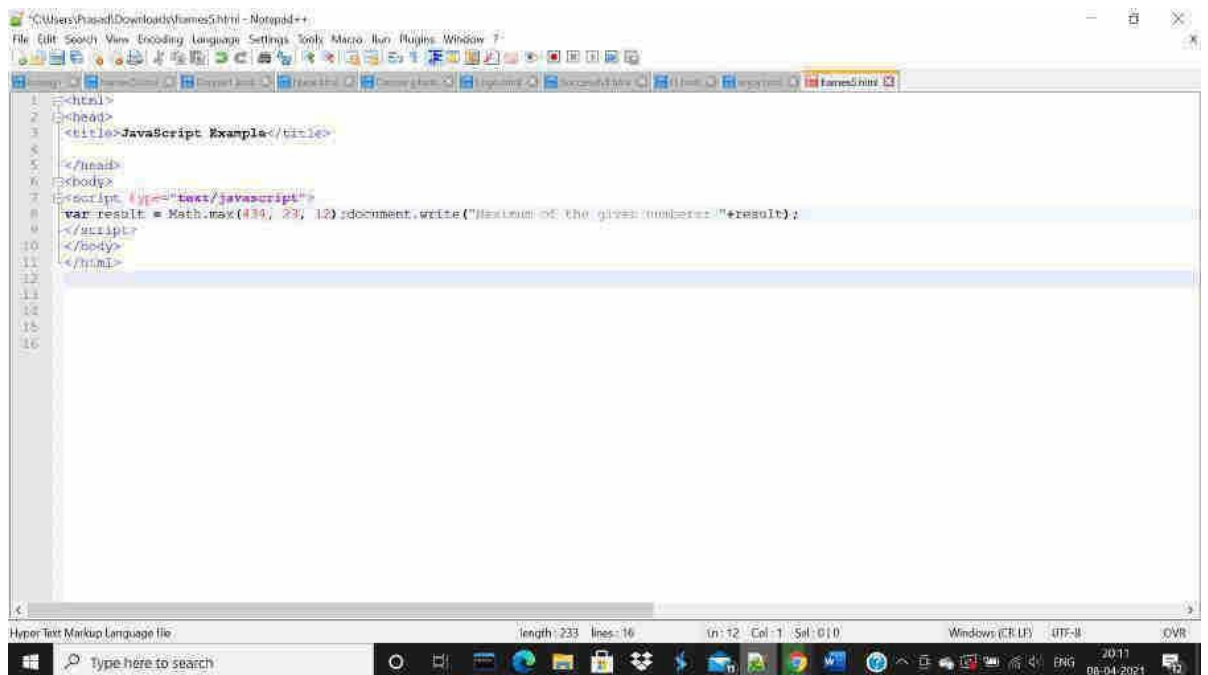 *C:\Users\Prasad\Downloads\frames5.html - Notepad++
File Edit Search View Encoding Language Settings Tools Macro Run Plugins Window ?
frames5.html
1 <html>
2 <head>
3 <title>JavaScript Example</title>
4
5 </head>
6 <body>
7 <script type="text/javascript">
8 var result = Math.max(434, 23, 12);document.write("Maximum of the given numbers: "+result);
9 </script>
10 </body>
11 </html>
12
13
14
15
16
Hyper Text Markup Language file length : 233 lines : 16 Ln : 12 Col : 1 Sel : 0 | 0 Windows (CR LF) UTF-8 OVR
Type here to search ENG 20:11
08-04-2021